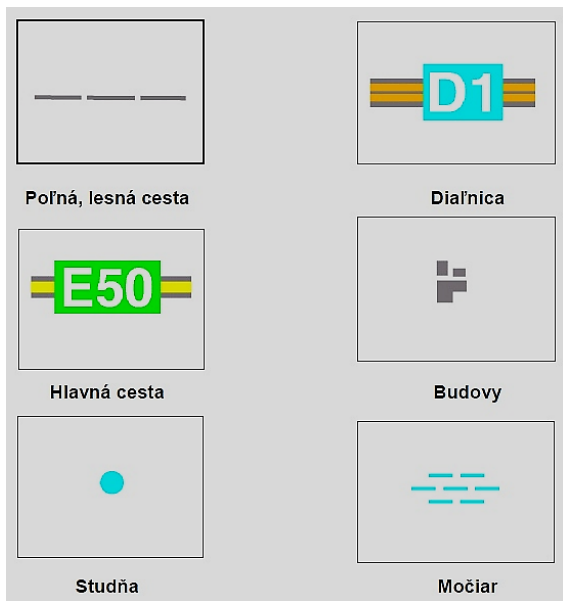 D1
Poľná, lesná cesta
Diaľnica
E50
Hlavná cesta
Budovy
Studňa
Močiar